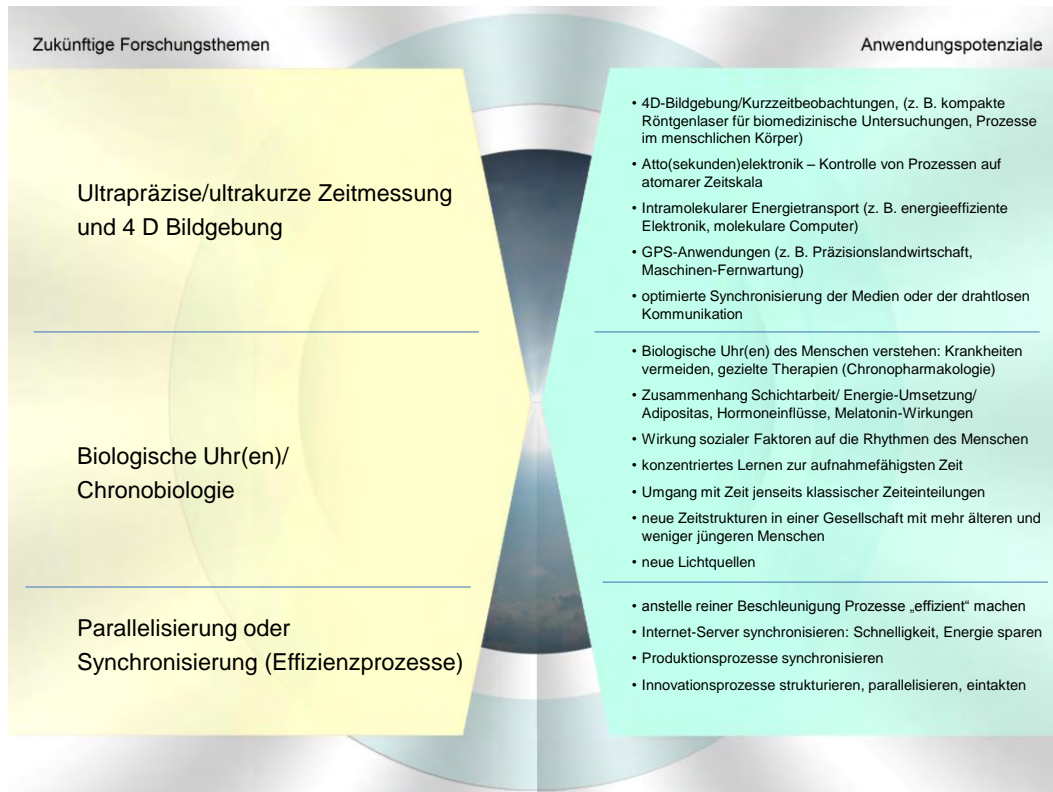 Zukünftige Forschungsthemen
Anwendungspotenziale
Ultrapräzise/ultrakurze Zeitmessung
und 4 D Bildgebung
• 4D-Bildgebung/Kurzzeitbeobachtungen, (z. B. kompakte
Röntgenlaser für biomedizinische Untersuchungen, Prozesse
im menschlichen Körper)
• Atto(sekunden)elektronik – Kontrolle von Prozessen auf
atomarer Zeitskala
• Intramolekularer Energietransport (z. B. energieeffiziente
Elektronik, molekulare Computer)
• GPS-Anwendungen (z. B. Präzisionslandwirtschaft,
Maschinen-Fernwartung)
• optimierte Synchronisierung der Medien oder der drahtlosen
Kommunikation
Biologische Uhr(en)/
Chronobiologie
• Biologische Uhr(en) des Menschen verstehen: Krankheiten
vermeiden, gezielte Therapien (Chronopharmakologie)
• Zusammenhang Schichtarbeit/ Energie-Umsetzung/
Adipositas, Hormoneinflüsse, Melatonin-Wirkungen
• Wirkung sozialer Faktoren auf die Rhythmen des Menschen
• konzentriertes Lernen zur aufnahmefähigsten Zeit
• Umgang mit Zeit jenseits klassischer Zeiteinteilungen
• neue Zeitstrukturen in einer Gesellschaft mit mehr älteren und
weniger jüngeren Menschen
• neue Lichtquellen
Parallelisierung oder
Synchronisierung (Effizienzprozesse)
• anstelle reiner Beschleunigung Prozesse „effizient“ machen
• Internet-Server synchronisieren: Schnelligkeit, Energie sparen
• Produktionsprozesse synchronisieren
• Innovationsprozesse strukturieren, parallelisieren, eintakten